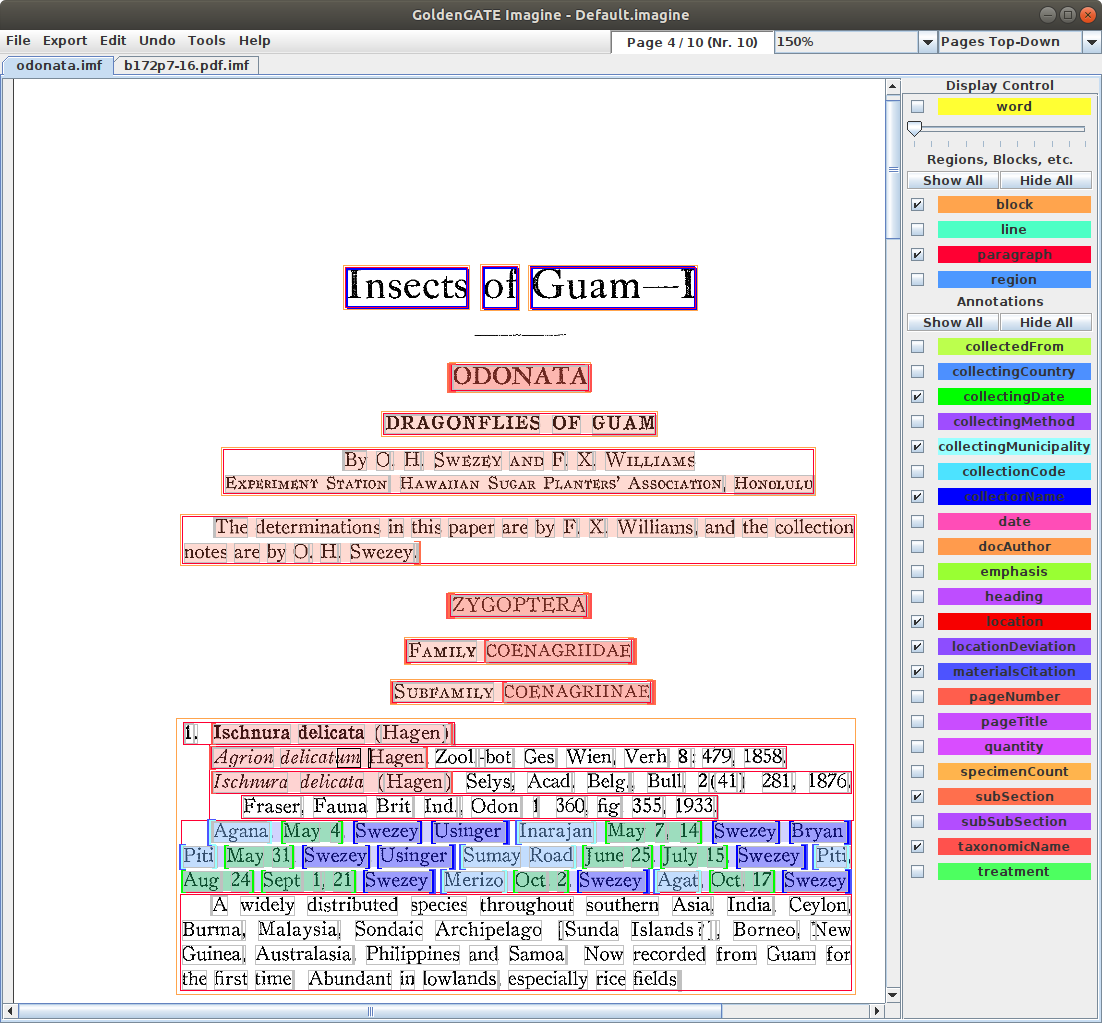 GoldenGATE Imagine - Default.imagine
File Export Edit Undo Tools Help
Page 4 / 10 (Nr. 10)
150%
Pages Top-Down
odonata.imf
b172p7-16.pdf.imf
Insects of Guam—I
ODONATA
DRAGONFLIES OF GUAM
By O. H. Swezey and F. X. Williams
Experiment Station, Hawaiian Sugar Planters' Association, Honolulu
The determinations in this paper are by F. X. Williams, and the collection
notes are by O. H. Swezey.
ZYGOPTERA
Family COENAGRIIDAE
Subfamily COENAGRIINAE
1. Ischnura delicata (Hagen)
Agrion delicatum Hagen, Zool.-bot Ges Wien, Verh 8: 479, 1858.
Ischnura delicata (Hagen) Selys, Acad. Belg., Bull. 2(41) 281, 1876,
Fraser, Fauna Brit Ind., Odon 1 360, fig 355, 1933.
Agana, May 4, Swezey, Usinger Inarajan May 7, 14, Swezey, Bryan
Piti May 31, Swezey, Usinger, Sumay Road June 25, July 15, Swezey Piti,
Aug 24, Sept 1, 21, Swezey, Merizo Oct. 2, Swezey, Agat, Oct. 17, Swezey
A widely distributed species throughout southern Asia, India, Ceylon,
Burma, Malaysia, Sondaic Archipelago [Sunda Islands?], Borneo, New
Guinea, Australasia, Philippines and Samoa Now recorded from Guam for
the first time Abundant in lowlands, especially rice fields
Display Control
word
Regions, Blocks, etc.
Show All Hide All
block
line
paragraph
region
Annotations
Show All Hide All
collectedFrom
collectingCountry
collectingDate
collectingMethod
collectingMunicipality
collectionCode
collectorName
date
docAuthor
emphasis
heading
location
locationDeviation
materialsCitation
pageNumber
pageTitle
quantity
specimenCount
subSection
subSubSection
taxonomicName
treatment